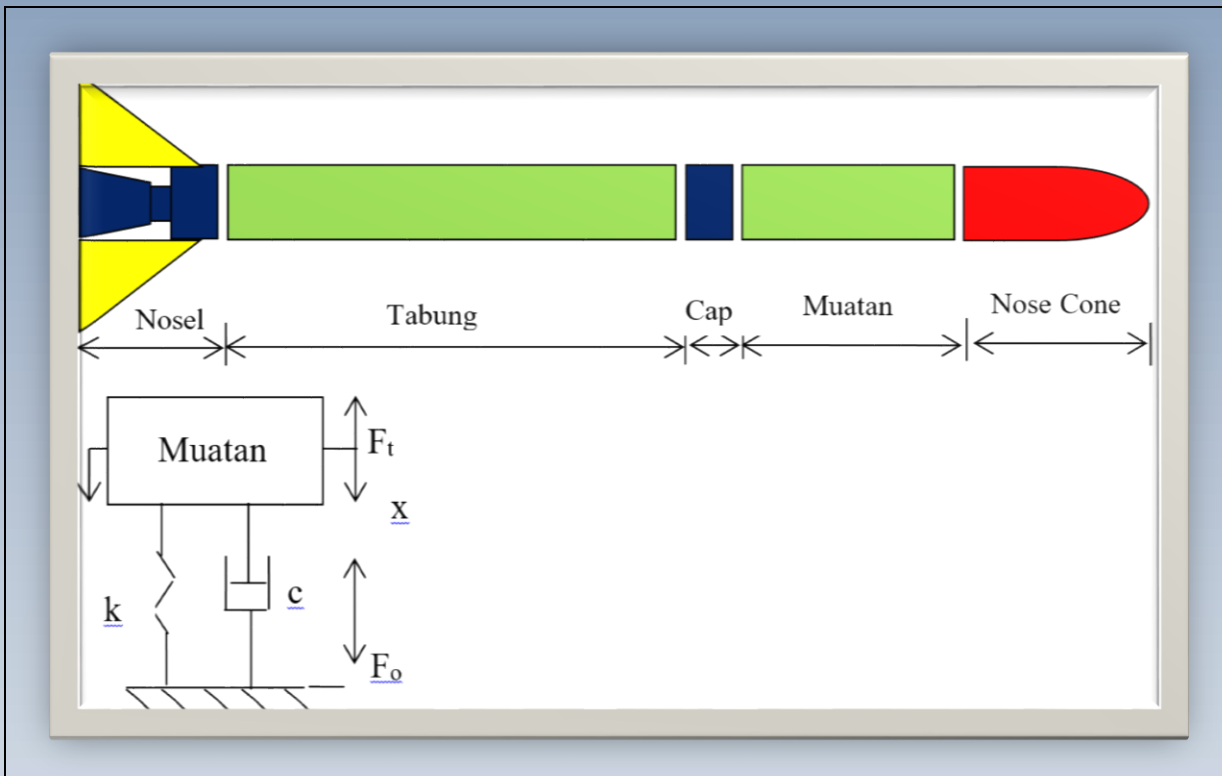 Nosel
Tabung
Cap
Muatan
Nose Cone
Muatan
Ft
x
k
c
Fo